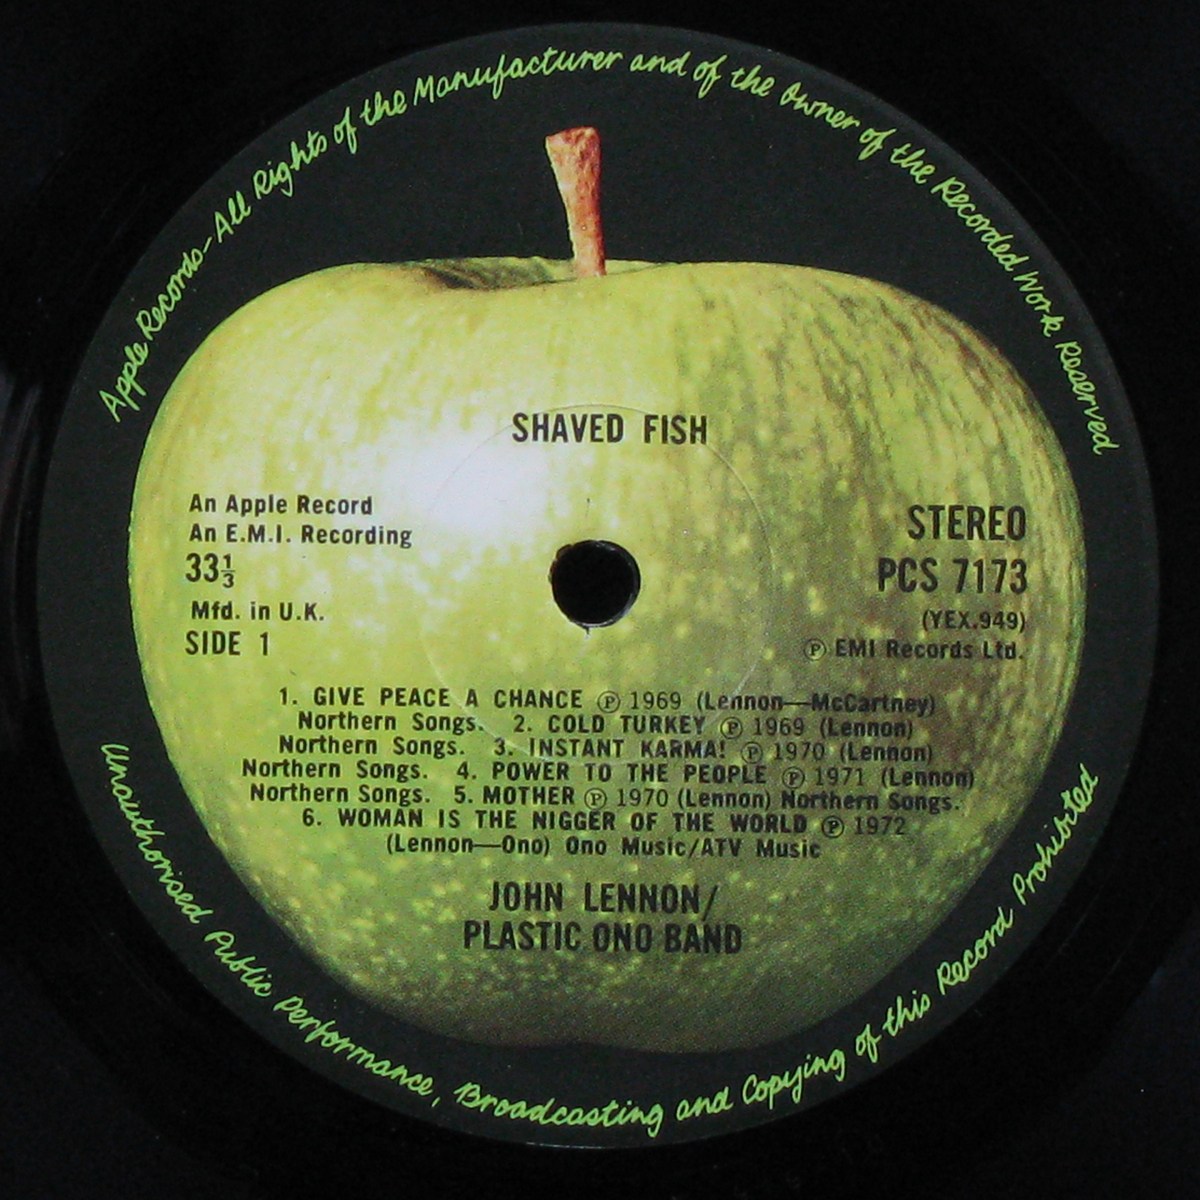 Apple Records-All Rights of the Manufacturer and of the Owner of the Recorded Work Reserved
SHAVED FISH
An Apple Record
An E.M.I. Recording
33⅓
Mfd. in U.K.
SIDE 1
STEREO
PCS 7173
(YEX.949)
Ⓟ EMI Records Ltd.
1. GIVE PEACE A CHANCE Ⓟ 1969 (Lennon—McCartney)
Northern Songs. 2. COLD TURKEY Ⓟ 1969 (Lennon)
Northern Songs. 3. INSTANT KARMA! Ⓟ 1970 (Lennon)
Northern Songs. 4. POWER TO THE PEOPLE Ⓟ 1971 (Lennon)
Northern Songs. 5. MOTHER Ⓟ 1970 (Lennon) Northern Songs.
6. WOMAN IS THE NIGGER OF THE WORLD Ⓟ 1972
(Lennon—Ono) Ono Music/ATV Music
JOHN LENNON/
PLASTIC ONO BAND
Unauthorised Public Performance, Broadcasting and Copying of this Record Prohibited